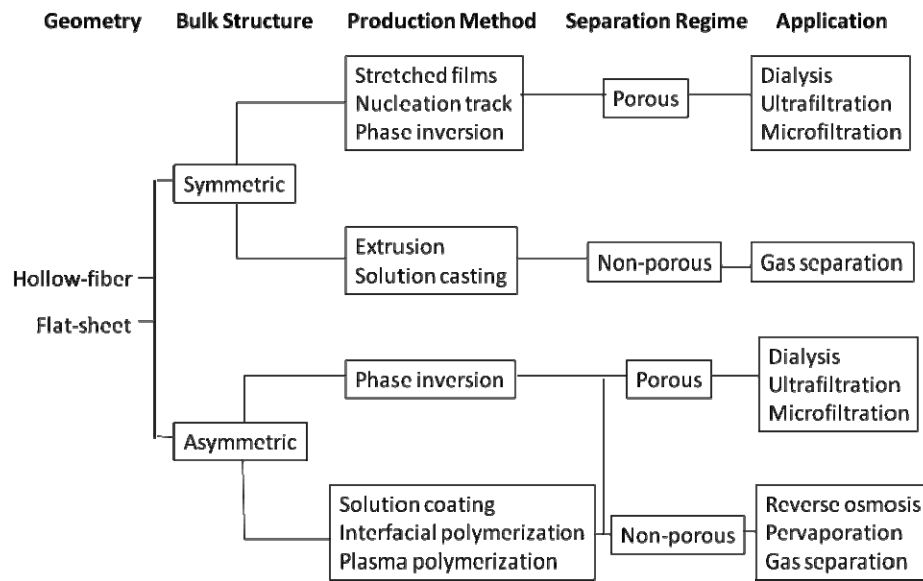 Geometry Bulk Structure Production Method Separation Regime Application
Stretched films
Nucleation track
Phase inversion
Porous
Dialysis
Ultrafiltration
Microfiltration
Symmetric
Extrusion
Solution casting
Non-porous
Gas separation
Hollow-fiber
Flat-sheet
Phase inversion
Porous
Dialysis
Ultrafiltration
Microfiltration
Asymmetric
Solution coating
Interfacial polymerization
Plasma polymerization
Non-porous
Reverse osmosis
Pervaporation
Gas separation